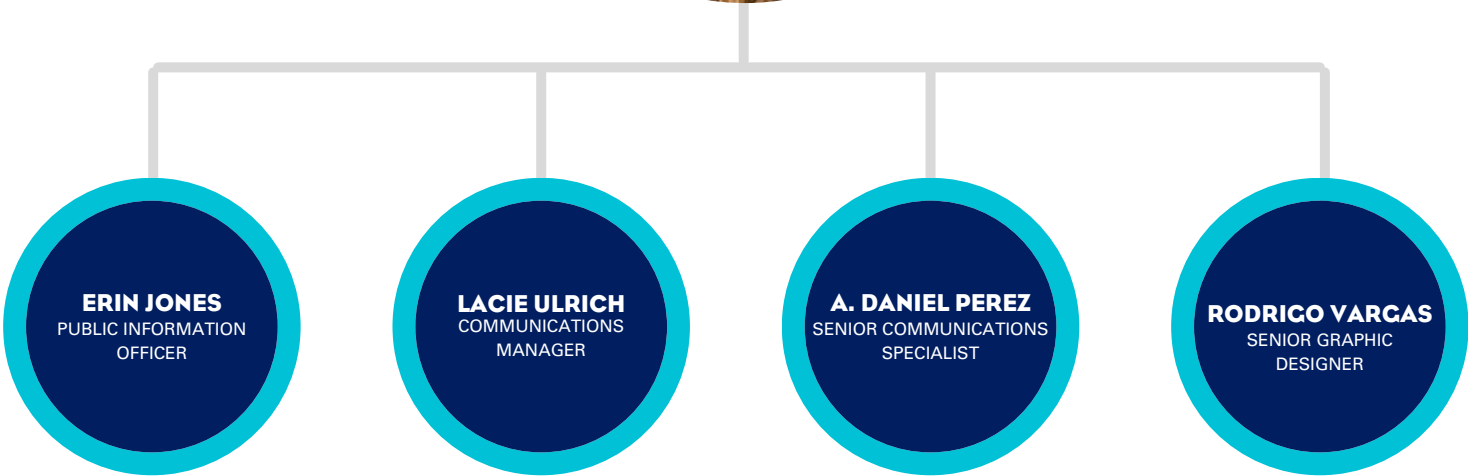 ERIN JONES
PUBLIC INFORMATION
OFFICER
LACIE ULRICH
COMMUNICATIONS
MANAGER
A. DANIEL PEREZ
SENIOR COMMUNICATIONS
SPECIALIST
RODRIGO VARGAS
SENIOR GRAPHIC
DESIGNER